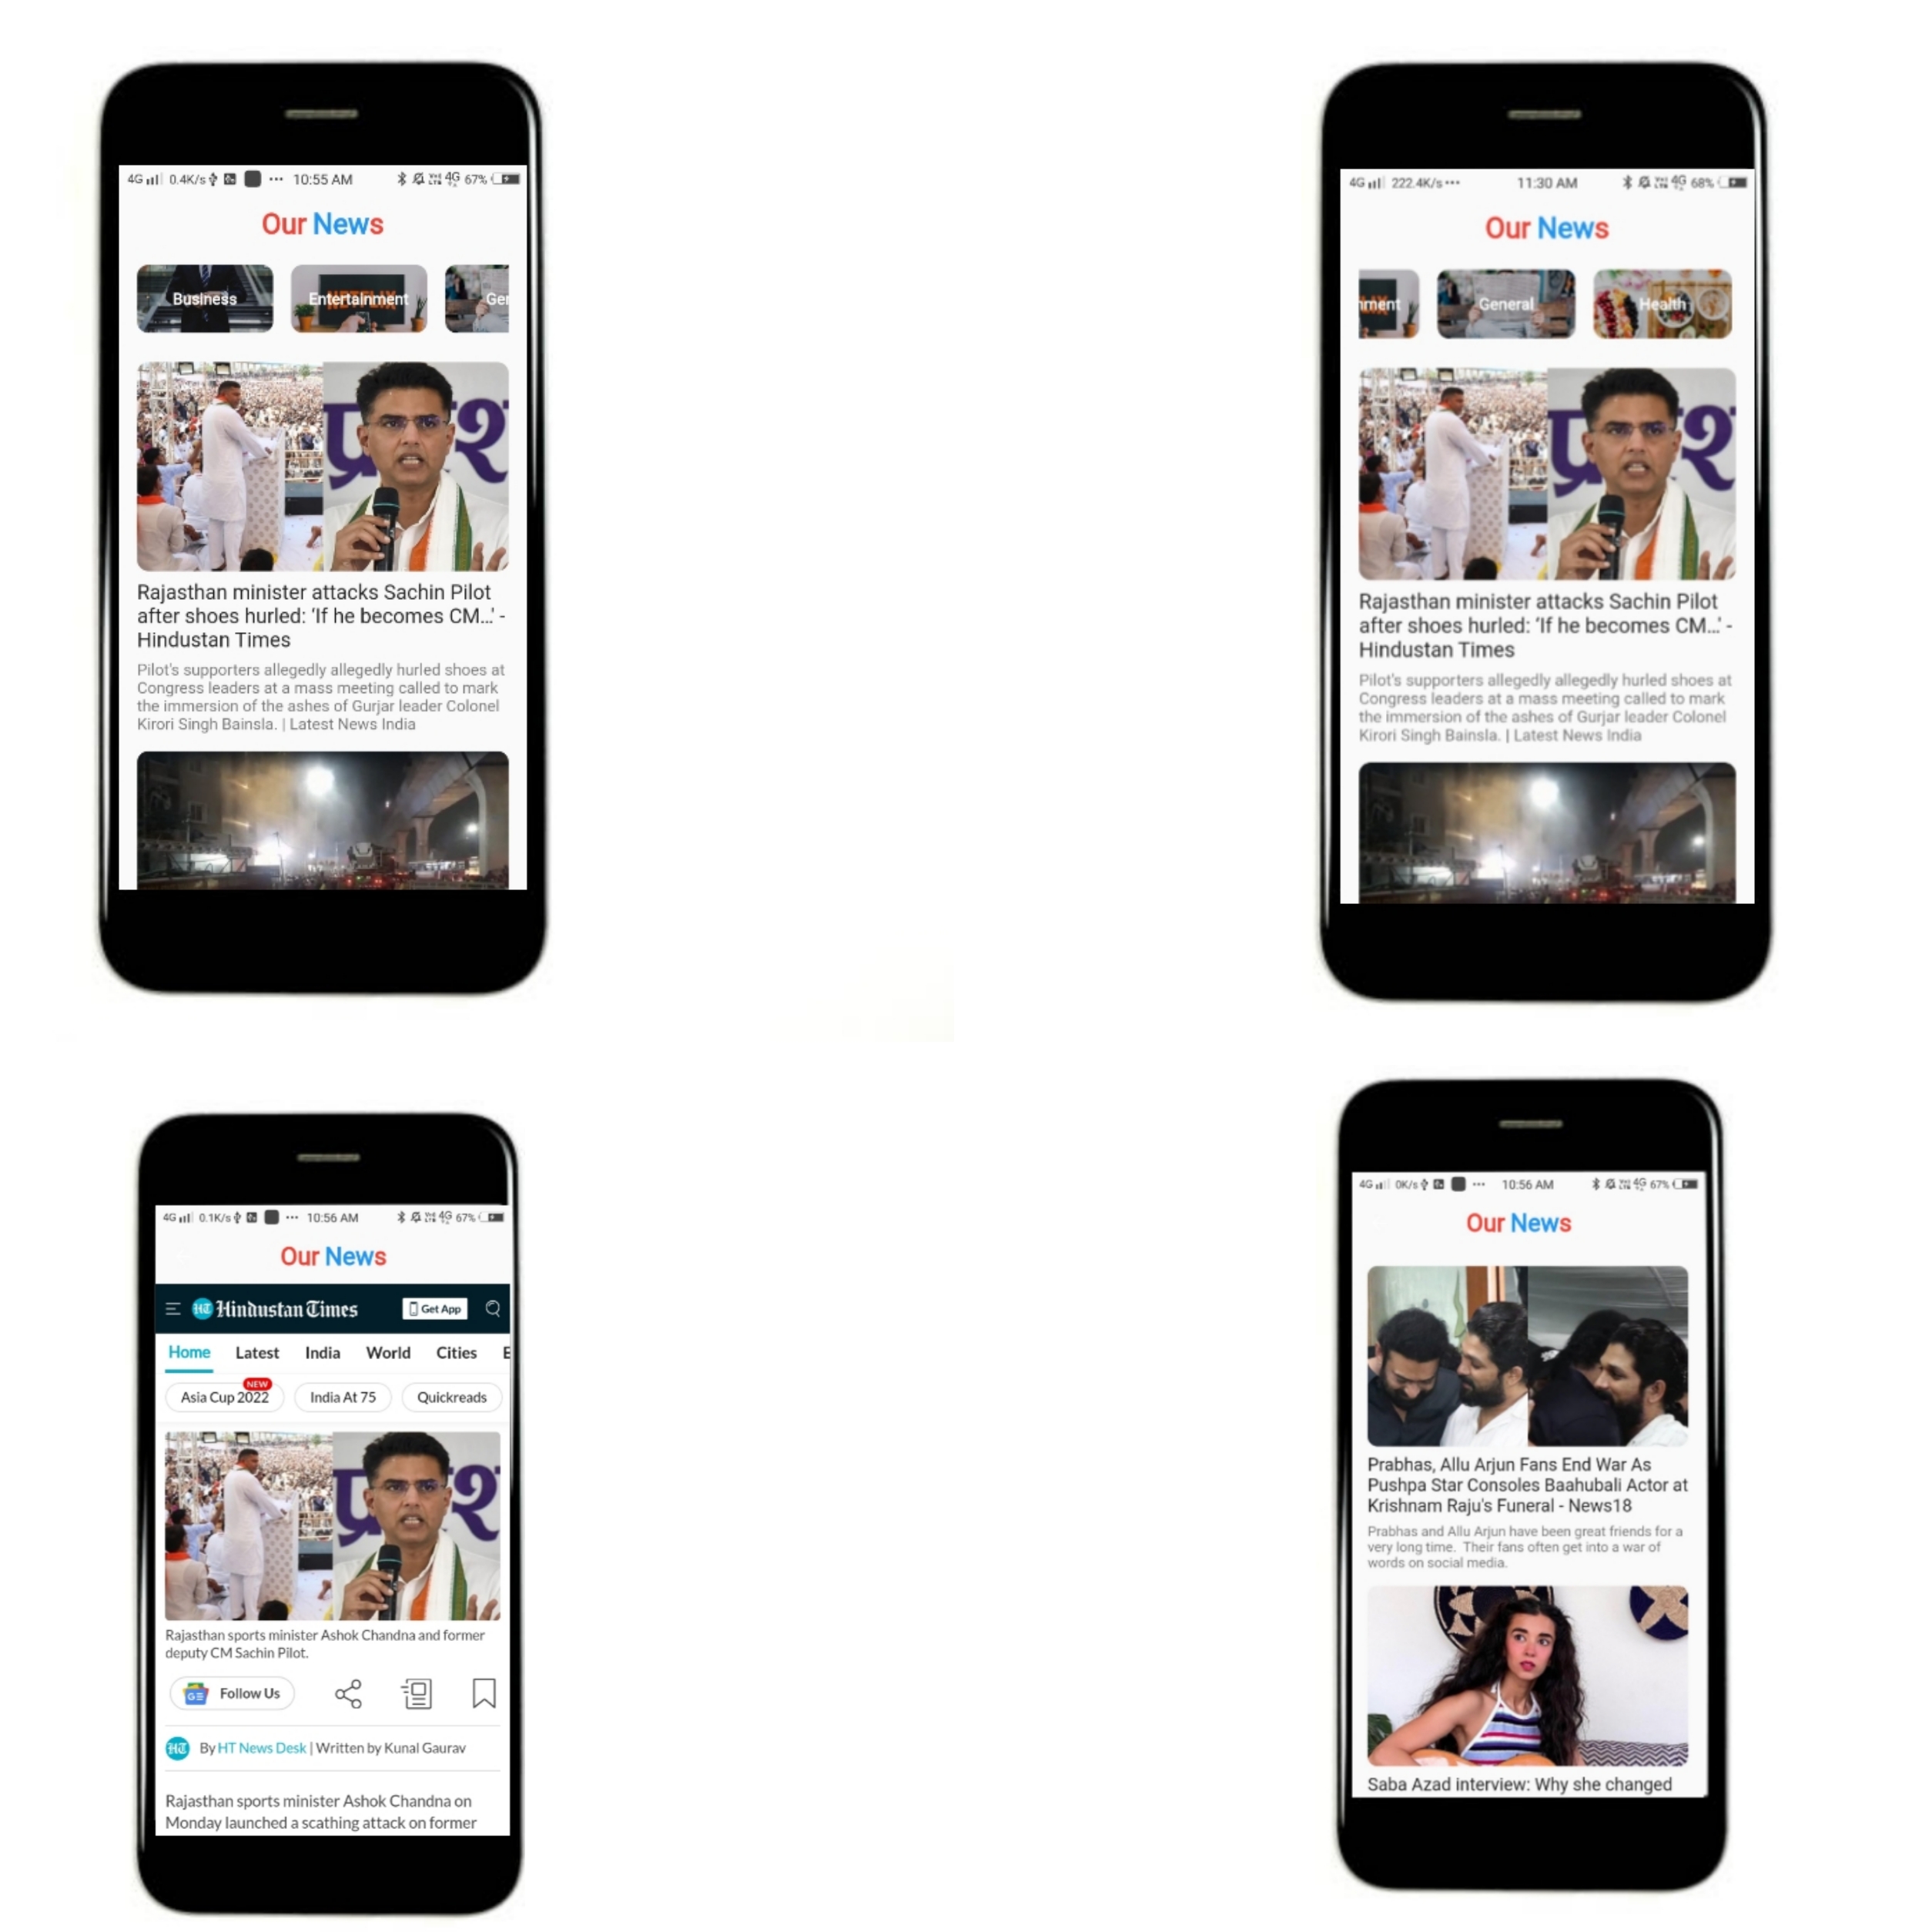 4G 0.4K/s ••• 10:55 AM 4G 67%
Our News
Business Entertainment Ger
प्र श
Rajasthan minister attacks Sachin Pilot
after shoes hurled: ‘If he becomes CM...’ -
Hindustan Times
Pilot's supporters allegedly allegedly hurled shoes at
Congress leaders at a mass meeting called to mark
the immersion of the ashes of Gurjar leader Colonel
Kirori Singh Bainsla. | Latest News India
4G 222.4K/s ••• 11:30 AM 4G 68%
Our News
nment General Health
प्र श
Rajasthan minister attacks Sachin Pilot
after shoes hurled: ‘If he becomes CM...’ -
Hindustan Times
Pilot's supporters allegedly allegedly hurled shoes at
Congress leaders at a mass meeting called to mark
the immersion of the ashes of Gurjar leader Colonel
Kirori Singh Bainsla. | Latest News India
4G 0.1K/s ••• 10:56 AM 4G 67%
Our News
HT Hindustan Times Get App
Home Latest India World Cities E
NEW
Asia Cup 2022 India At 75 Quickreads
प्र श
Rajasthan sports minister Ashok Chandna and former
deputy CM Sachin Pilot.
GE Follow Us
HT By HT News Desk | Written by Kunal Gaurav
Rajasthan sports minister Ashok Chandna on
Monday launched a scathing attack on former
4G 0K/s ••• 10:56 AM 4G 67%
Our News
Prabhas, Allu Arjun Fans End War As
Pushpa Star Consoles Baahubali Actor at
Krishnam Raju's Funeral - News18
Prabhas and Allu Arjun have been great friends for a
very long time. Their fans often get into a war of
words on social media.
Saba Azad interview: Why she changed